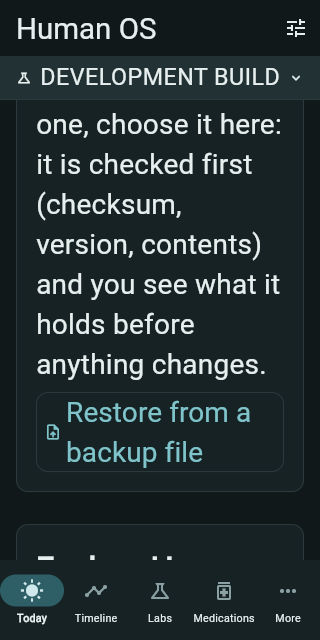 Human OS
DEVELOPMENT BUILD
one, choose it here:
it is checked first
(checksum,
version, contents)
and you see what it
holds before
anything changes.
Restore from a
backup file
Today
Timeline
Labs
Medications
More